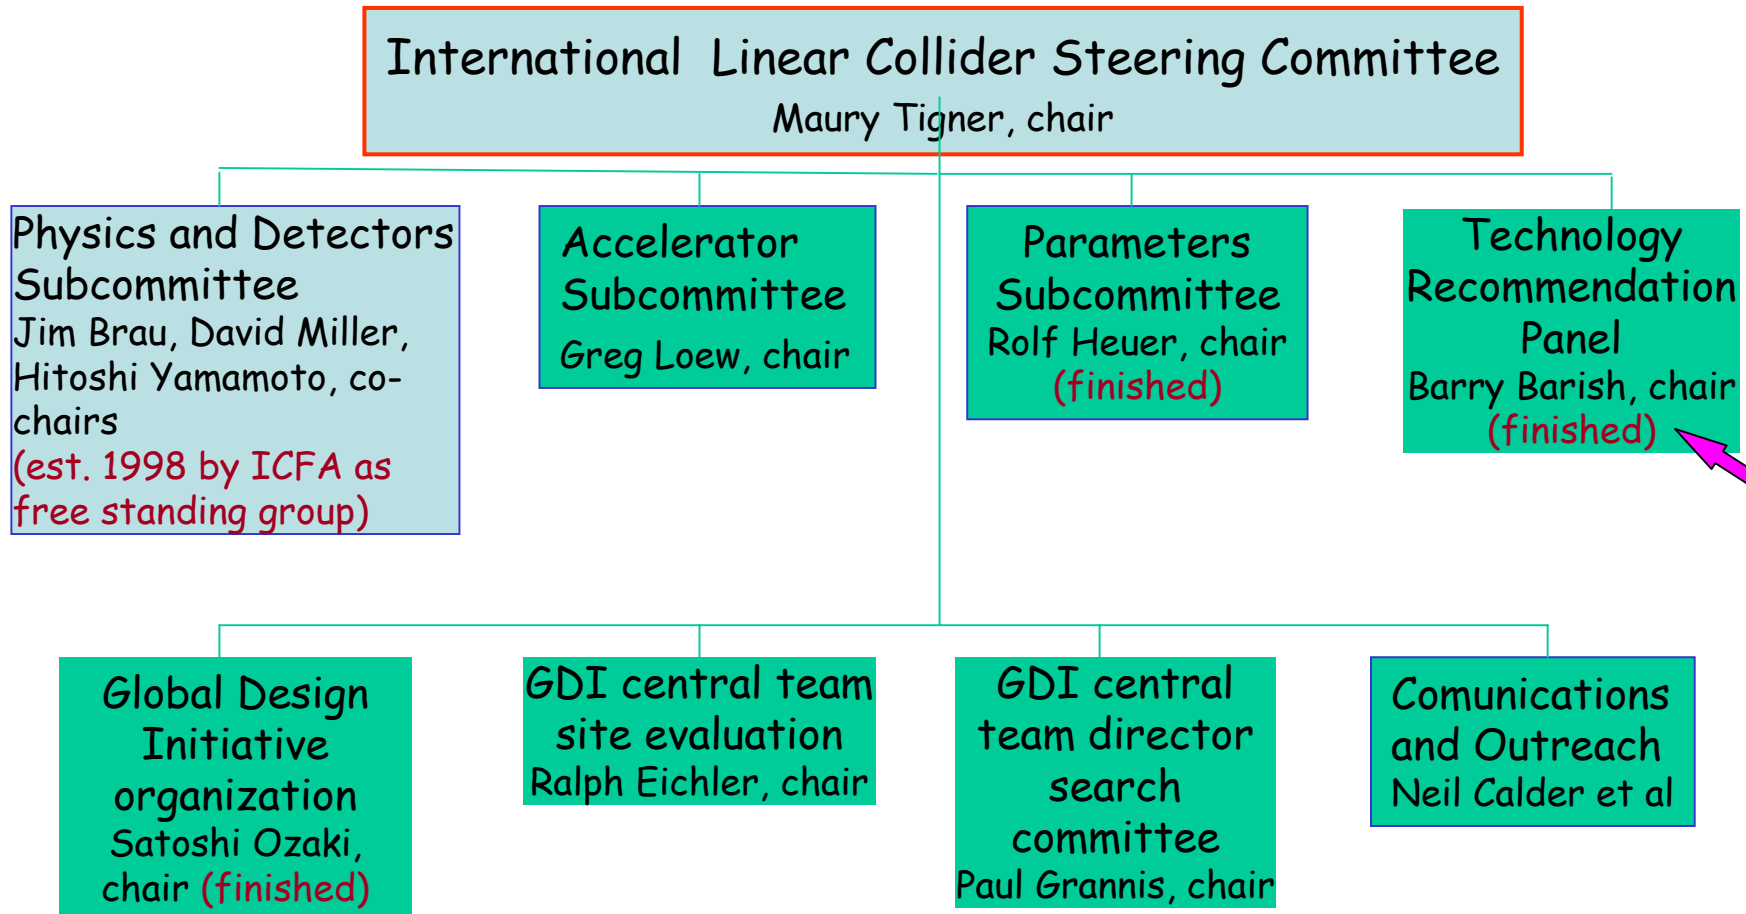 International Linear Collider Steering Committee
Maury Tigner, chair
Physics and Detectors
Subcommittee
Jim Brau, David Miller,
Hitoshi Yamamoto, co-
chairs
(est. 1998 by ICFA as
free standing group)
Accelerator
Subcommittee
Greg Loew, chair
Parameters
Subcommittee
Rolf Heuer, chair
(finished)
Technology
Recommendation
Panel
Barry Barish, chair
(finished)
Global Design
Initiative
organization
Satoshi Ozaki,
chair (finished)
GDI central team
site evaluation
Ralph Eichler, chair
GDI central
team director
search
committee
Paul Grannis, chair
Comunications
and Outreach
Neil Calder et al